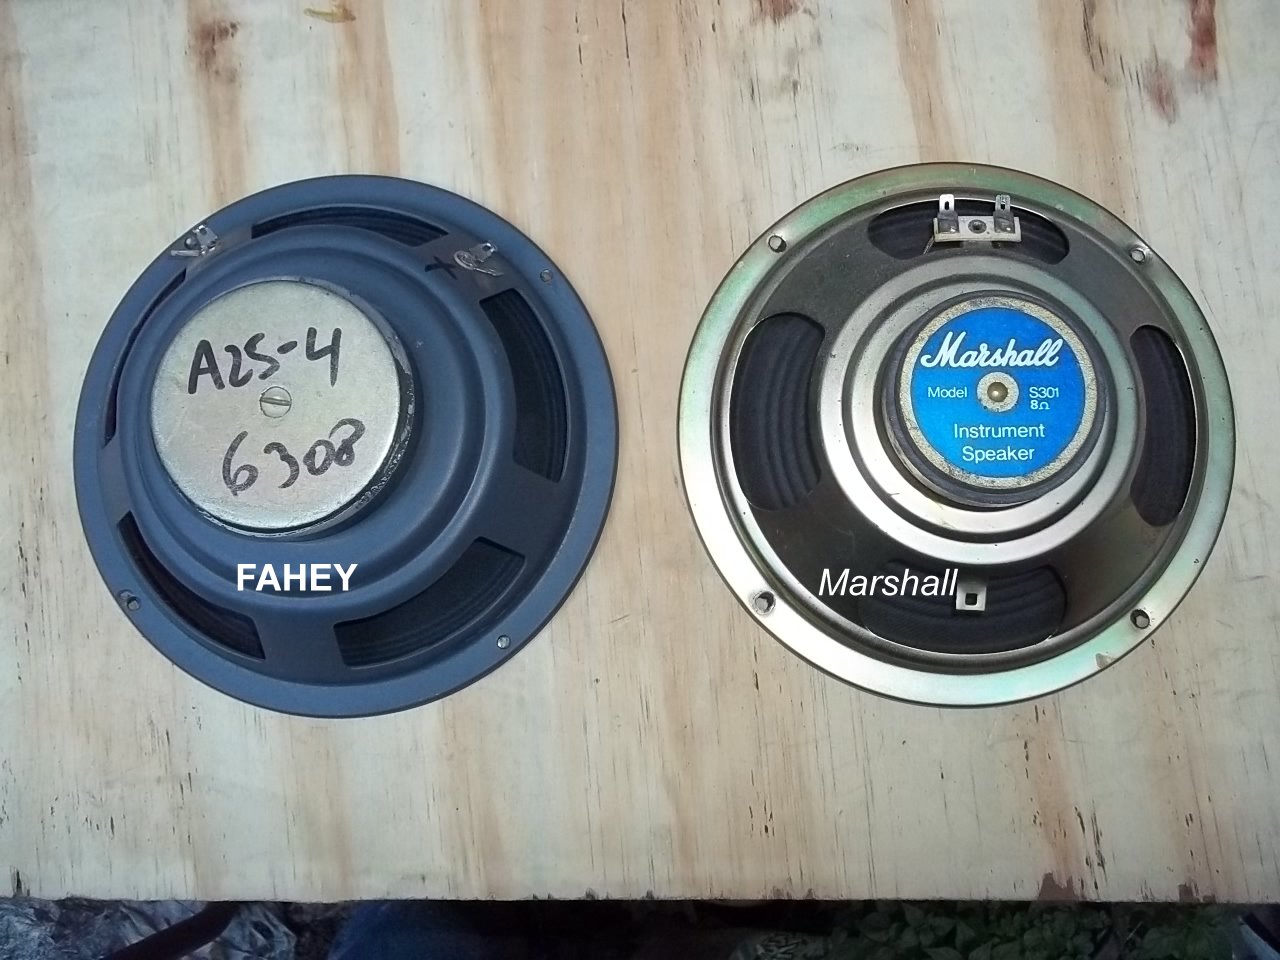 A25-4
6308
FAHEY
Marshall
Model S301
8Ω
Instrument
Speaker
Marshall